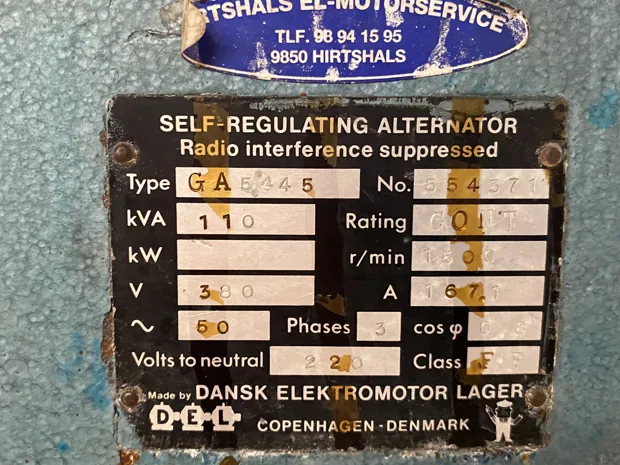 HIRTSHALS EL-MOTORSERVICE
TLF. 98 94 15 95
9850 HIRTSHALS
SELF-REGULATING ALTERNATOR
Radio interference suppressed
Type GA5445 No. 554371
kVA 110 Rating CONT
kW r/min 1500
V 380 A 167.1
~ 50 Phases 3 cos φ 0.8
Volts to neutral 220 Class F
Made by DANSK ELEKTROMOTOR LAGER
D-E-L COPENHAGEN-DENMARK